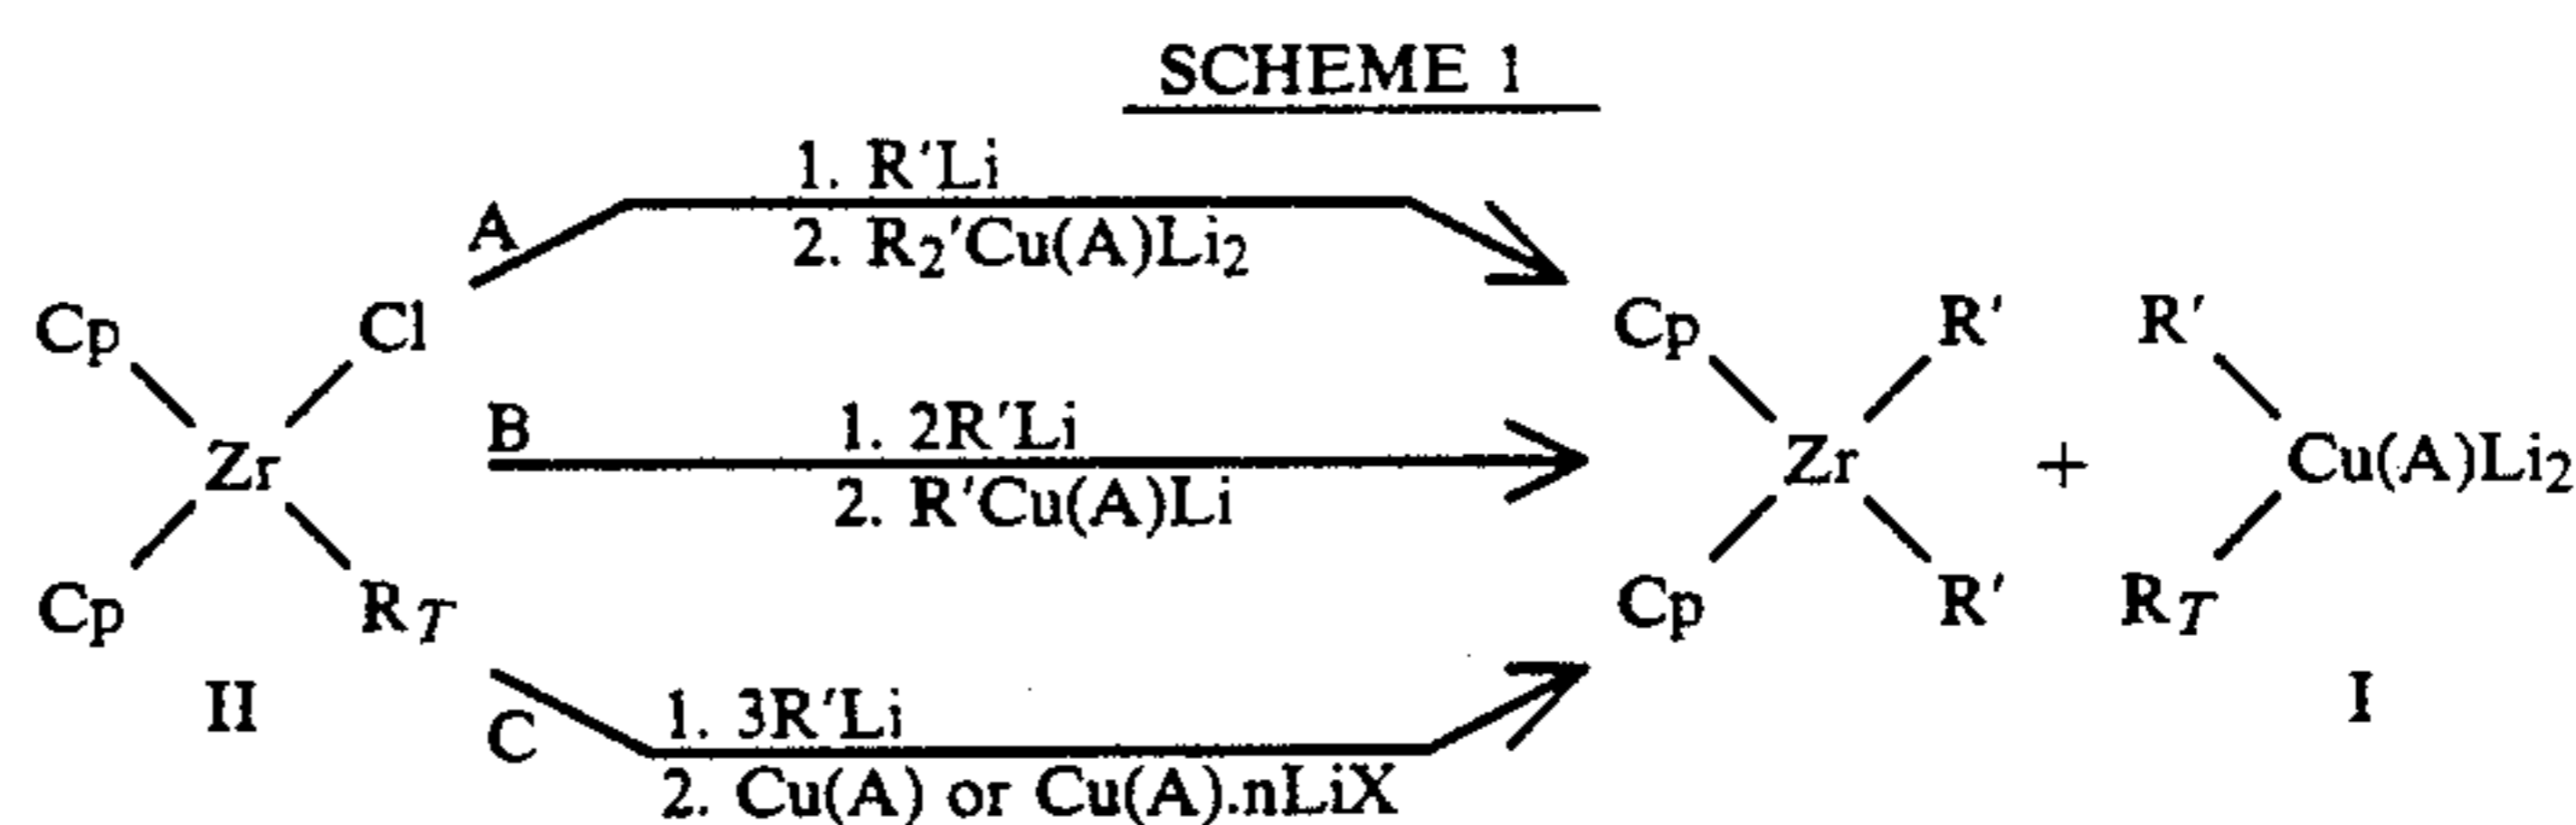 SCHEME 1
A
1. R'Li
2. R2'Cu(A)Li2
Cp
Cl
Zr
Cp
RT
II
B
1. 2R'Li
2. R'Cu(A)Li
C
1. 3R'Li
2. Cu(A) or Cu(A).nLiX
Cp
R'
Zr
Cp
R'
+
R'
Cu(A)Li2
RT
I